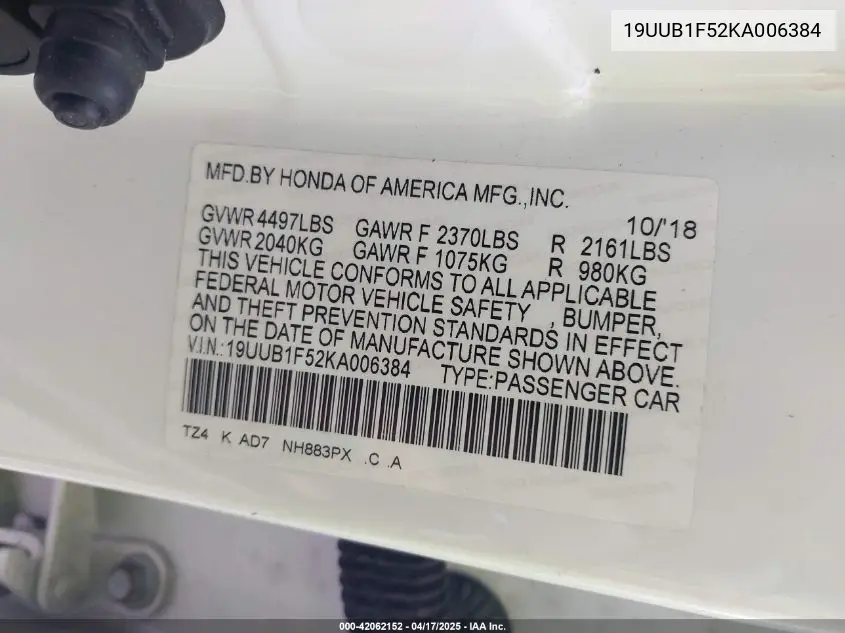 19UUB1F52KA006384
MFD.BY HONDA OF AMERICA MFG.,INC.
10/'18
GVWR 4497LBS GAWR F 2370LBS R 2161LBS
GVWR 2040KG GAWR F 1075KG R 980KG
THIS VEHICLE CONFORMS TO ALL APPLICABLE
FEDERAL MOTOR VEHICLE SAFETY , BUMPER,
AND THEFT PREVENTION STANDARDS IN EFFECT
ON THE DATE OF MANUFACTURE SHOWN ABOVE.
V.I.N.:19UUB1F52KA006384 TYPE:PASSENGER CAR
TZ4 K AD7 NH883PX .C .A
000-42062152 - 04/17/2025 - IAA Inc.